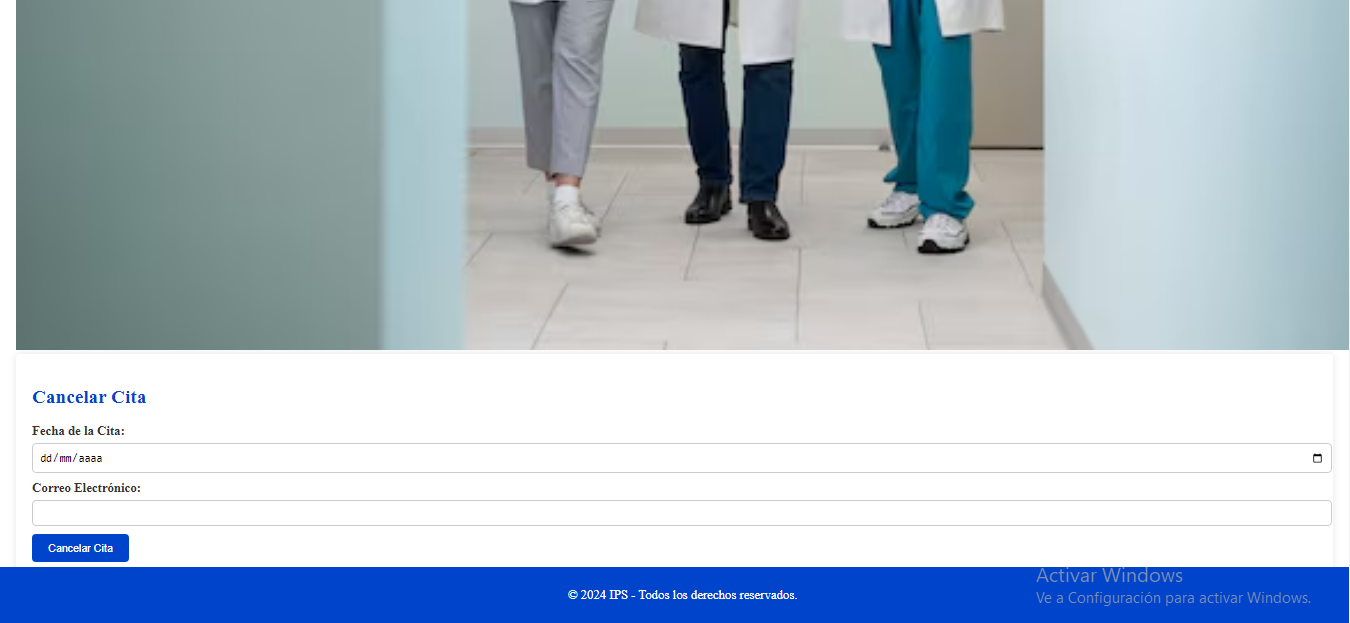 Cancelar Cita
Fecha de la Cita:
dd/mm/aaaa
Correo Electrónico:
Cancelar Cita
© 2024 IPS - Todos los derechos reservados.
Activar Windows
Ve a Configuración para activar Windows.